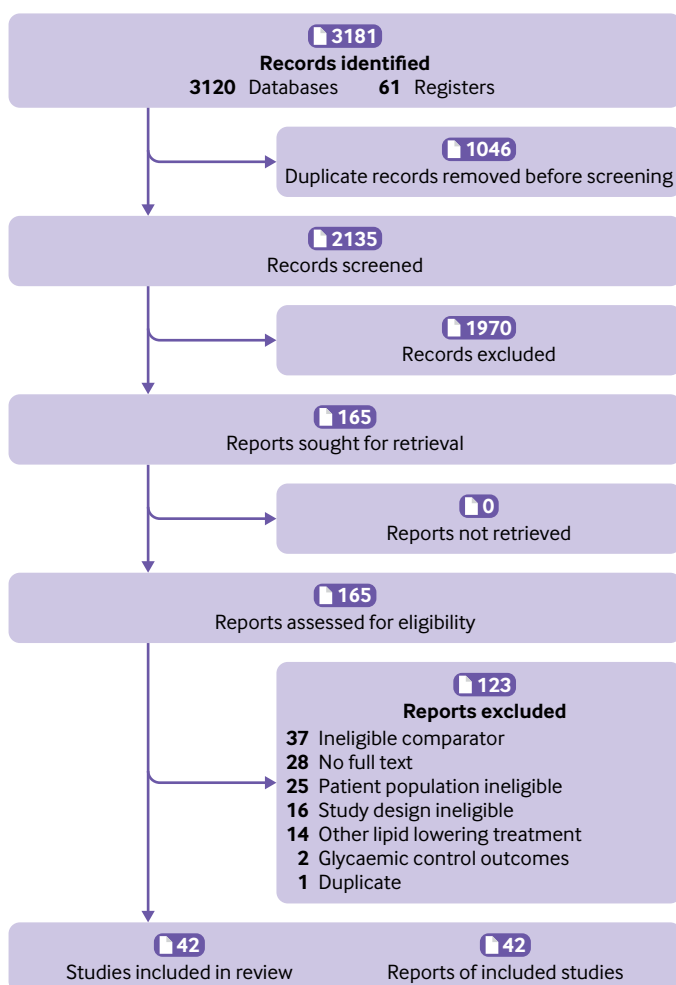 3181
Records identified
3120 Databases 61 Registers
1046
Duplicate records removed before screening
2135
Records screened
1970
Records excluded
165
Reports sought for retrieval
0
Reports not retrieved
165
Reports assessed for eligibility
123
Reports excluded
37 Ineligible comparator
28 No full text
25 Patient population ineligible
16 Study design ineligible
14 Other lipid lowering treatment
2 Glycaemic control outcomes
1 Duplicate
42
Studies included in review
42
Reports of included studies